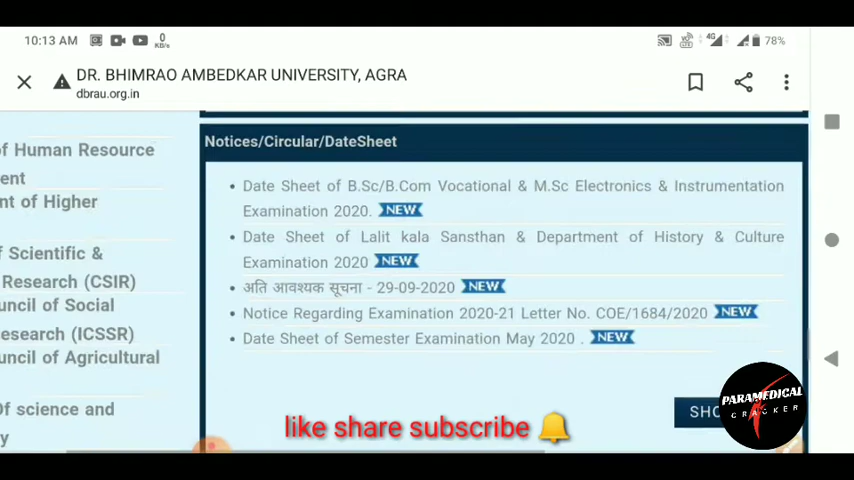 10:13 AM 0 KB/s 4G 78%
DR. BHIMRAO AMBEDKAR UNIVERSITY, AGRA
dbrau.org.in
Notices/Circular/DateSheet
of Human Resource
ent
nt of Higher
of Scientific &
Research (CSIR)
uncil of Social
esearch (ICSSR)
uncil of Agricultural
Of science and
y
Date Sheet of B.Sc/B.Com Vocational & M.Sc Electronics & Instrumentation
Examination 2020. NEW
Date Sheet of Lalit kala Sansthan & Department of History & Culture
Examination 2020 NEW
अति आवश्यक सूचना - 29-09-2020 NEW
Notice Regarding Examination 2020-21 Letter No. COE/1684/2020 NEW
Date Sheet of Semester Examination May 2020 . NEW
SHO
PARAMEDICAL
CRACKER
like share subscribe